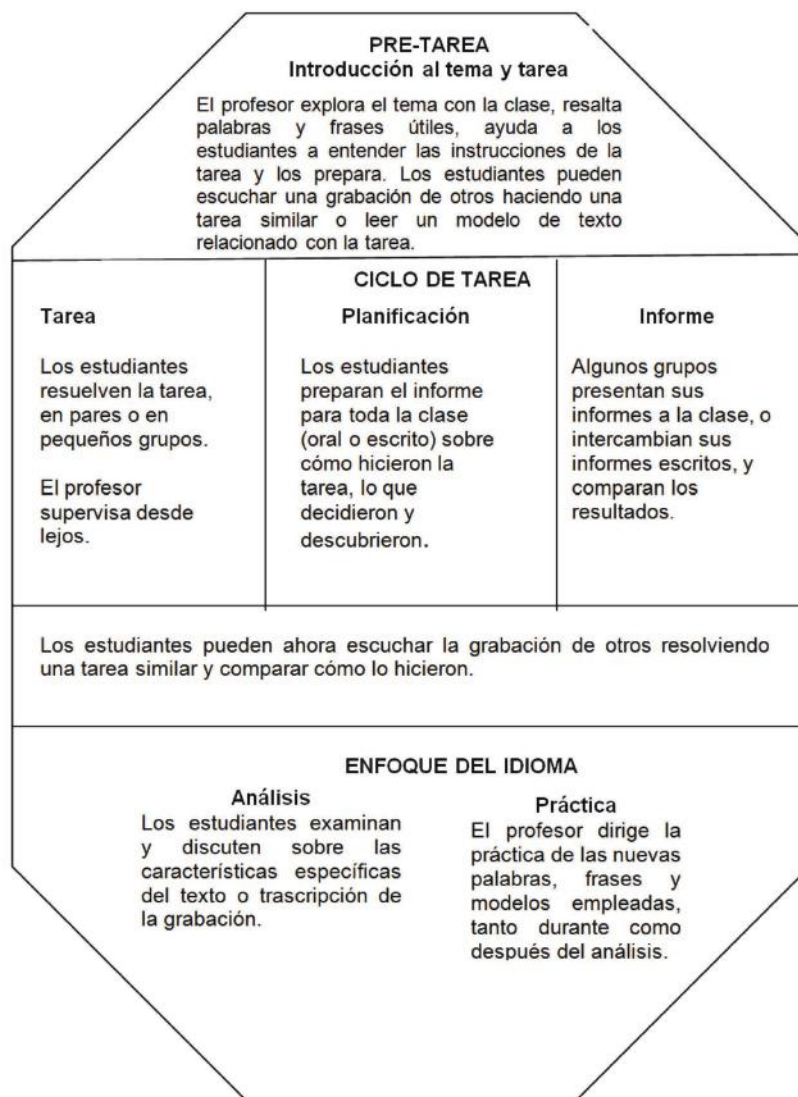 PRE-TAREA
Introducción al tema y tarea
El profesor explora el tema con la clase, resalta
palabras y frases útiles, ayuda a los
estudiantes a entender las instrucciones de la
tarea y los prepara. Los estudiantes pueden
escuchar una grabación de otros haciendo una
tarea similar o leer un modelo de texto
relacionado con la tarea.
CICLO DE TAREA
Tarea
Los estudiantes
resuelven la tarea,
en pares o en
pequeños grupos.
El profesor
supervisa desde
lejos.
Planificación
Los estudiantes
preparan el informe
para toda la clase
(oral o escrito) sobre
cómo hicieron la
tarea, lo que
decidieron y
descubrieron.
Informe
Algunos grupos
presentan sus
informes a la clase, o
intercambian sus
informes escritos, y
comparan los
resultados.
Los estudiantes pueden ahora escuchar la grabación de otros resolviendo
una tarea similar y comparar cómo lo hicieron.
ENFOQUE DEL IDIOMA
Análisis
Los estudiantes examinan
y discuten sobre las
características específicas
del texto o trascripción de
la grabación.
Práctica
El profesor dirige la
práctica de las nuevas
palabras, frases y
modelos empleadas,
tanto durante como
después del análisis.